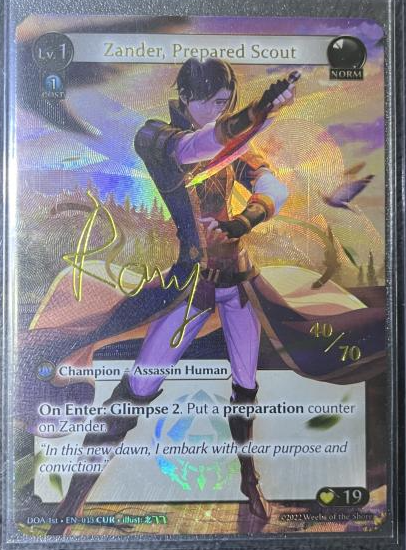 Lv. 1
Zander, Prepared Scout
NORM
1
COST
Rony
40/70
Champion – Assassin Human
On Enter: Glimpse 2. Put a preparation counter
on Zander.
"In this new dawn, I embark with clear purpose and
conviction."
DOA 1st • EN-013 CUR • illust:
©2022 Weebs of the Shore
19